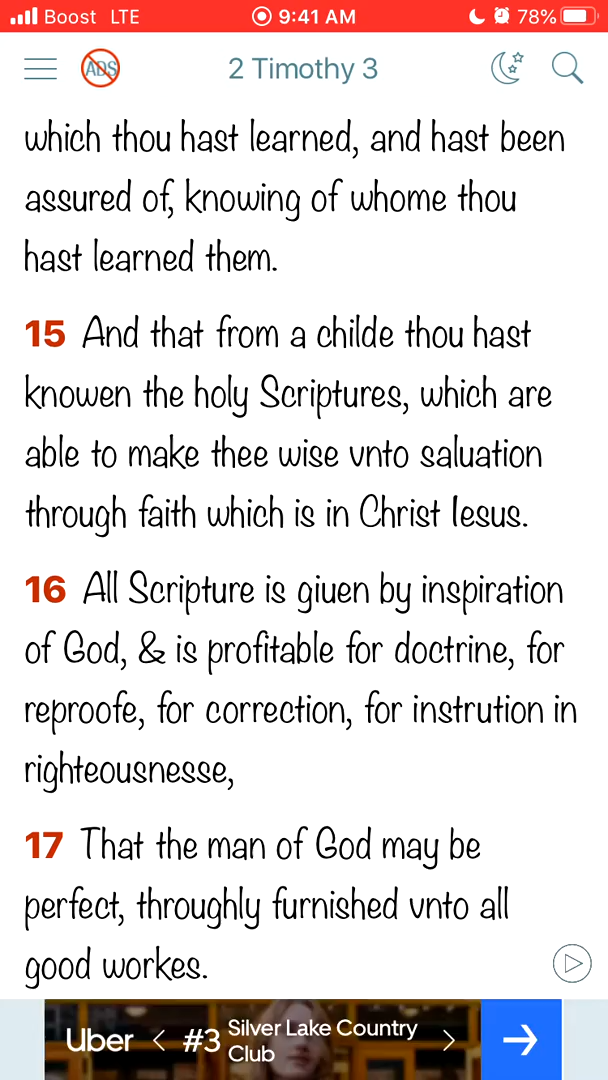 Boost LTE 9:41 AM 78%
ADS 2 Timothy 3
which thou hast learned, and hast been
assured of, knowing of whome thou
hast learned them.
15 And that from a childe thou hast
knowen the holy Scriptures, which are
able to make thee wise vnto saluation
through faith which is in Christ Iesus.
16 All Scripture is giuen by inspiration
of God, & is profitable for doctrine, for
reproofe, for correction, for instrution in
righteousnesse,
17 That the man of God may be
perfect, throughly furnished vnto all
good workes.
Uber #3 Silver Lake Country
Club